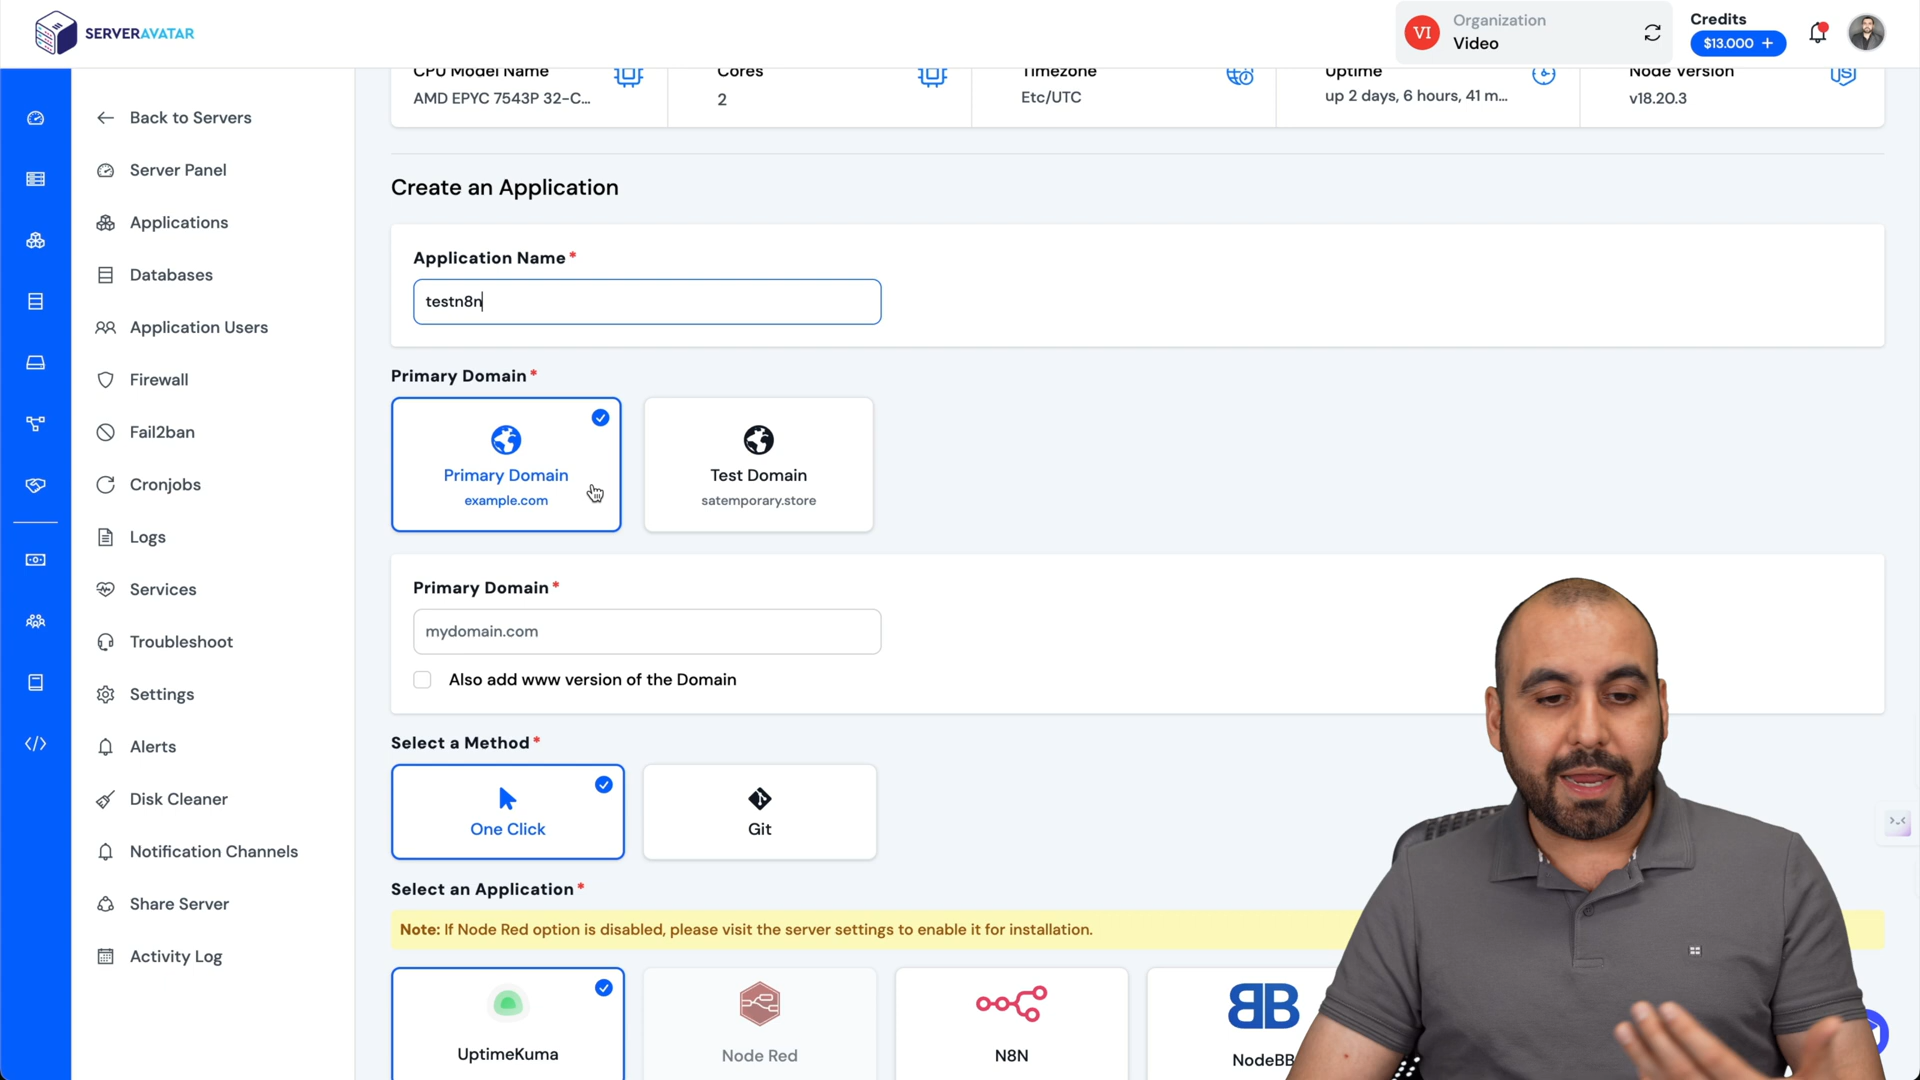 SERVERAVATAR
VI
Organization
Video
Credits
$13.000 +
CPU Model Name
AMD EPYC 7543P 32-C...
Cores
2
Timezone
Etc/UTC
Uptime
up 2 days, 6 hours, 41 m...
Node Version
v18.20.3
Back to Servers
Server Panel
Applications
Databases
Application Users
Firewall
Fail2ban
Cronjobs
Logs
Services
Troubleshoot
Settings
Alerts
Disk Cleaner
Notification Channels
Share Server
Activity Log
Create an Application
Application Name*
testn8n
Primary Domain*
Primary Domain
example.com
Test Domain
satemporary.store
Primary Domain*
mydomain.com
Also add www version of the Domain
Select a Method*
One Click
Git
Select an Application*
Note: If Node Red option is disabled, please visit the server settings to enable it for installation.
UptimeKuma
Node Red
N8N
NodeBB